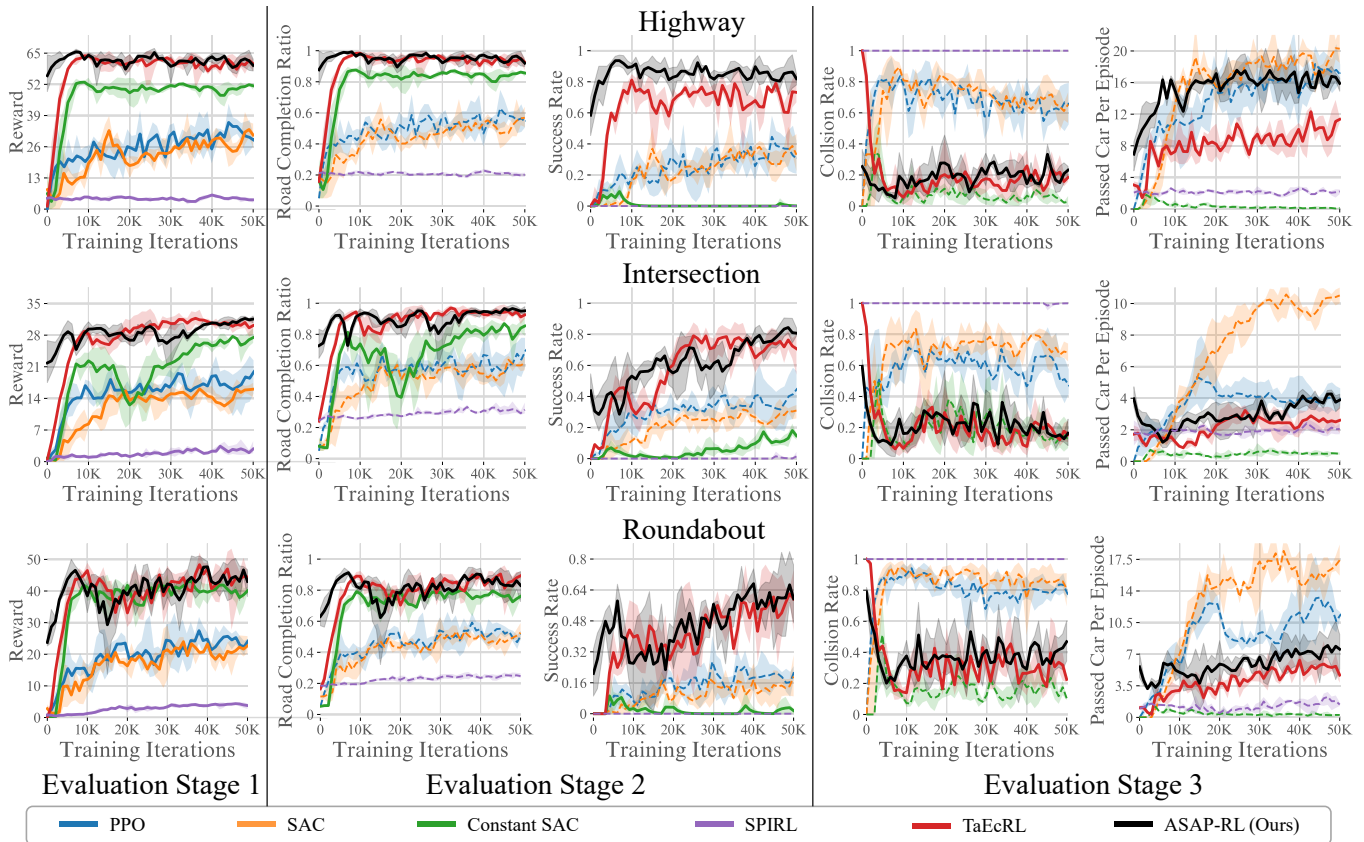 Highway
Reward
65
52
39
26
13
0
0
10K
20K
30K
40K
50K
Training Iterations
Road Completion Ratio
1
0.8
0.6
0.4
0.2
0
0
10K
20K
30K
40K
50K
Training Iterations
Success Rate
1
0.8
0.6
0.4
0.2
0
0
10K
20K
30K
40K
50K
Training Iterations
Collision Rate
1
0.8
0.6
0.4
0.2
0
0
10K
20K
30K
40K
50K
Training Iterations
Passed Car Per Episode
20
16
12
8
4
0
0
10K
20K
30K
40K
50K
Training Iterations
Intersection
Reward
35
28
21
14
7
0
0
10K
20K
30K
40K
50K
Training Iterations
Road Completion Ratio
1
0.8
0.6
0.4
0.2
0
0
10K
20K
30K
40K
50K
Training Iterations
Success Rate
1
0.8
0.6
0.4
0.2
0
0
10K
20K
30K
40K
50K
Training Iterations
Collision Rate
1
0.8
0.6
0.4
0.2
0
0
10K
20K
30K
40K
50K
Training Iterations
Passed Car Per Episode
10
8
6
4
2
0
0
10K
20K
30K
40K
50K
Training Iterations
Roundabout
Reward
50
40
30
20
10
0
0
10K
20K
30K
40K
50K
Training Iterations
Road Completion Ratio
1
0.8
0.6
0.4
0.2
0
0
10K
20K
30K
40K
50K
Training Iterations
Success Rate
0.8
0.64
0.48
0.32
0.16
0
0
10K
20K
30K
40K
50K
Training Iterations
Collision Rate
1
0.8
0.6
0.4
0.2
0
0
10K
20K
30K
40K
50K
Training Iterations
Passed Car Per Episode
17.5
14
10.5
7
3.5
0
0
10K
20K
30K
40K
50K
Training Iterations
Evaluation Stage 1
Evaluation Stage 2
Evaluation Stage 3
PPO
SAC
Constant SAC
SPIRL
TaEcRL
ASAP-RL (Ours)